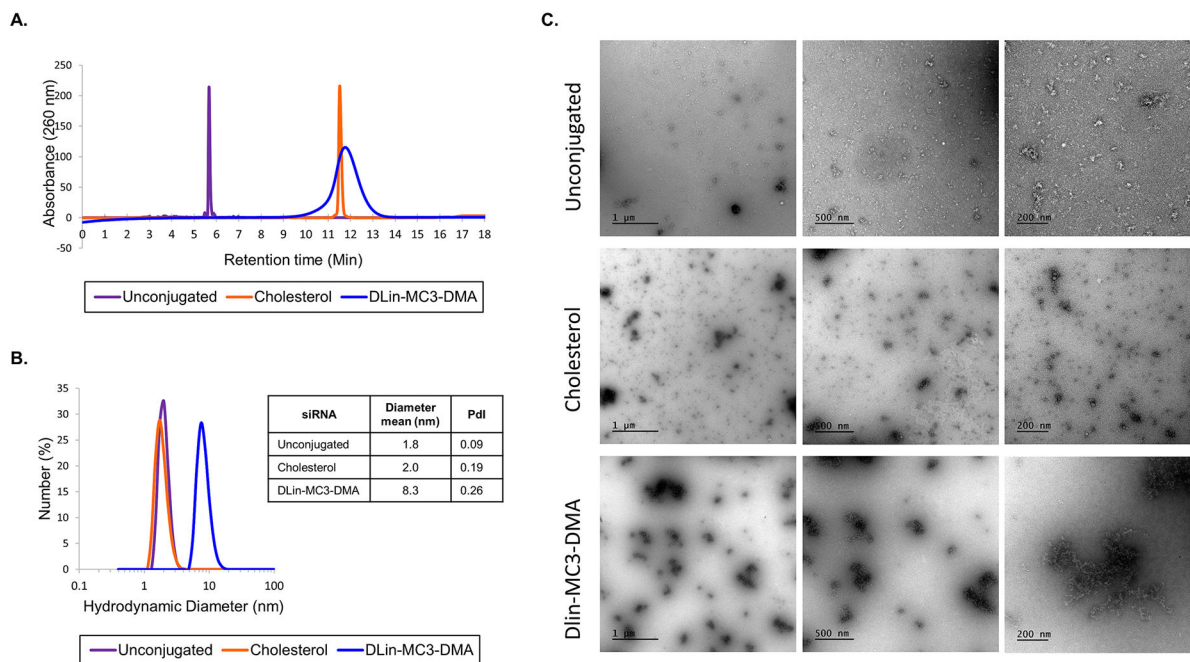 A.
Absorbance (260 nm)
250
200
150
100
50
0
-50
0 1 2 3 4 5 6 7 8 9 10 11 12 13 14 15 16 17 18
Retention time (Min)
Unconjugated Cholesterol DLin-MC3-DMA
B.
Number (%)
35
30
25
20
15
10
5
0
0.1 1 10 100
Hydrodynamic Diameter (nm)
siRNA Diameter mean (nm) PdI
Unconjugated 1.8 0.09
Cholesterol 2.0 0.19
DLin-MC3-DMA 8.3 0.26
Unconjugated Cholesterol DLin-MC3-DMA
C.
Unconjugated
1 µm 500 nm 200 nm
Cholesterol
1 µm 500 nm 200 nm
Dlin-MC3-DMA
1 µm 500 nm 200 nm